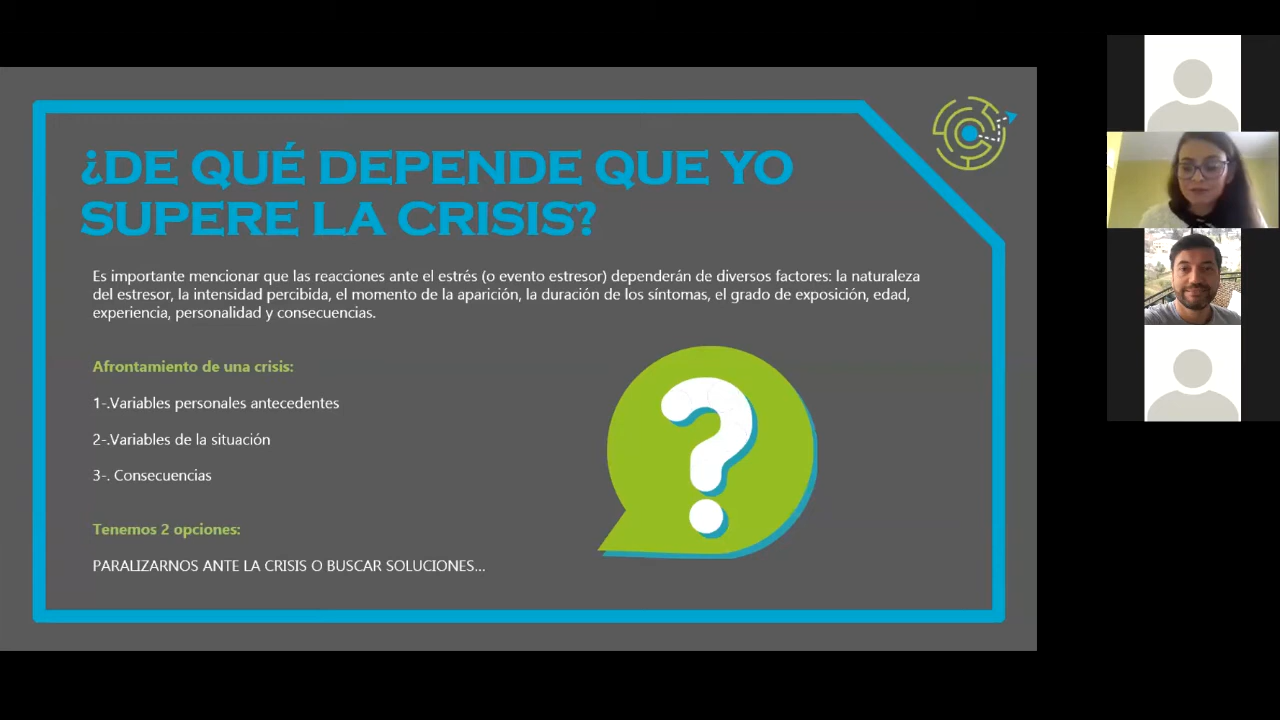 ¿DE QUÉ DEPENDE QUE YO
SUPERE LA CRISIS?
Es importante mencionar que las reacciones ante el estrés (o evento estresor) dependerán de diversos factores: la naturaleza
del estresor, la intensidad percibida, el momento de la aparición, la duración de los síntomas, el grado de exposición, edad,
experiencia, personalidad y consecuencias.
Afrontamiento de una crisis:
1-.Variables personales antecedentes
2-.Variables de la situación
3-. Consecuencias
Tenemos 2 opciones:
PARALIZARNOS ANTE LA CRISIS O BUSCAR SOLUCIONES...
?